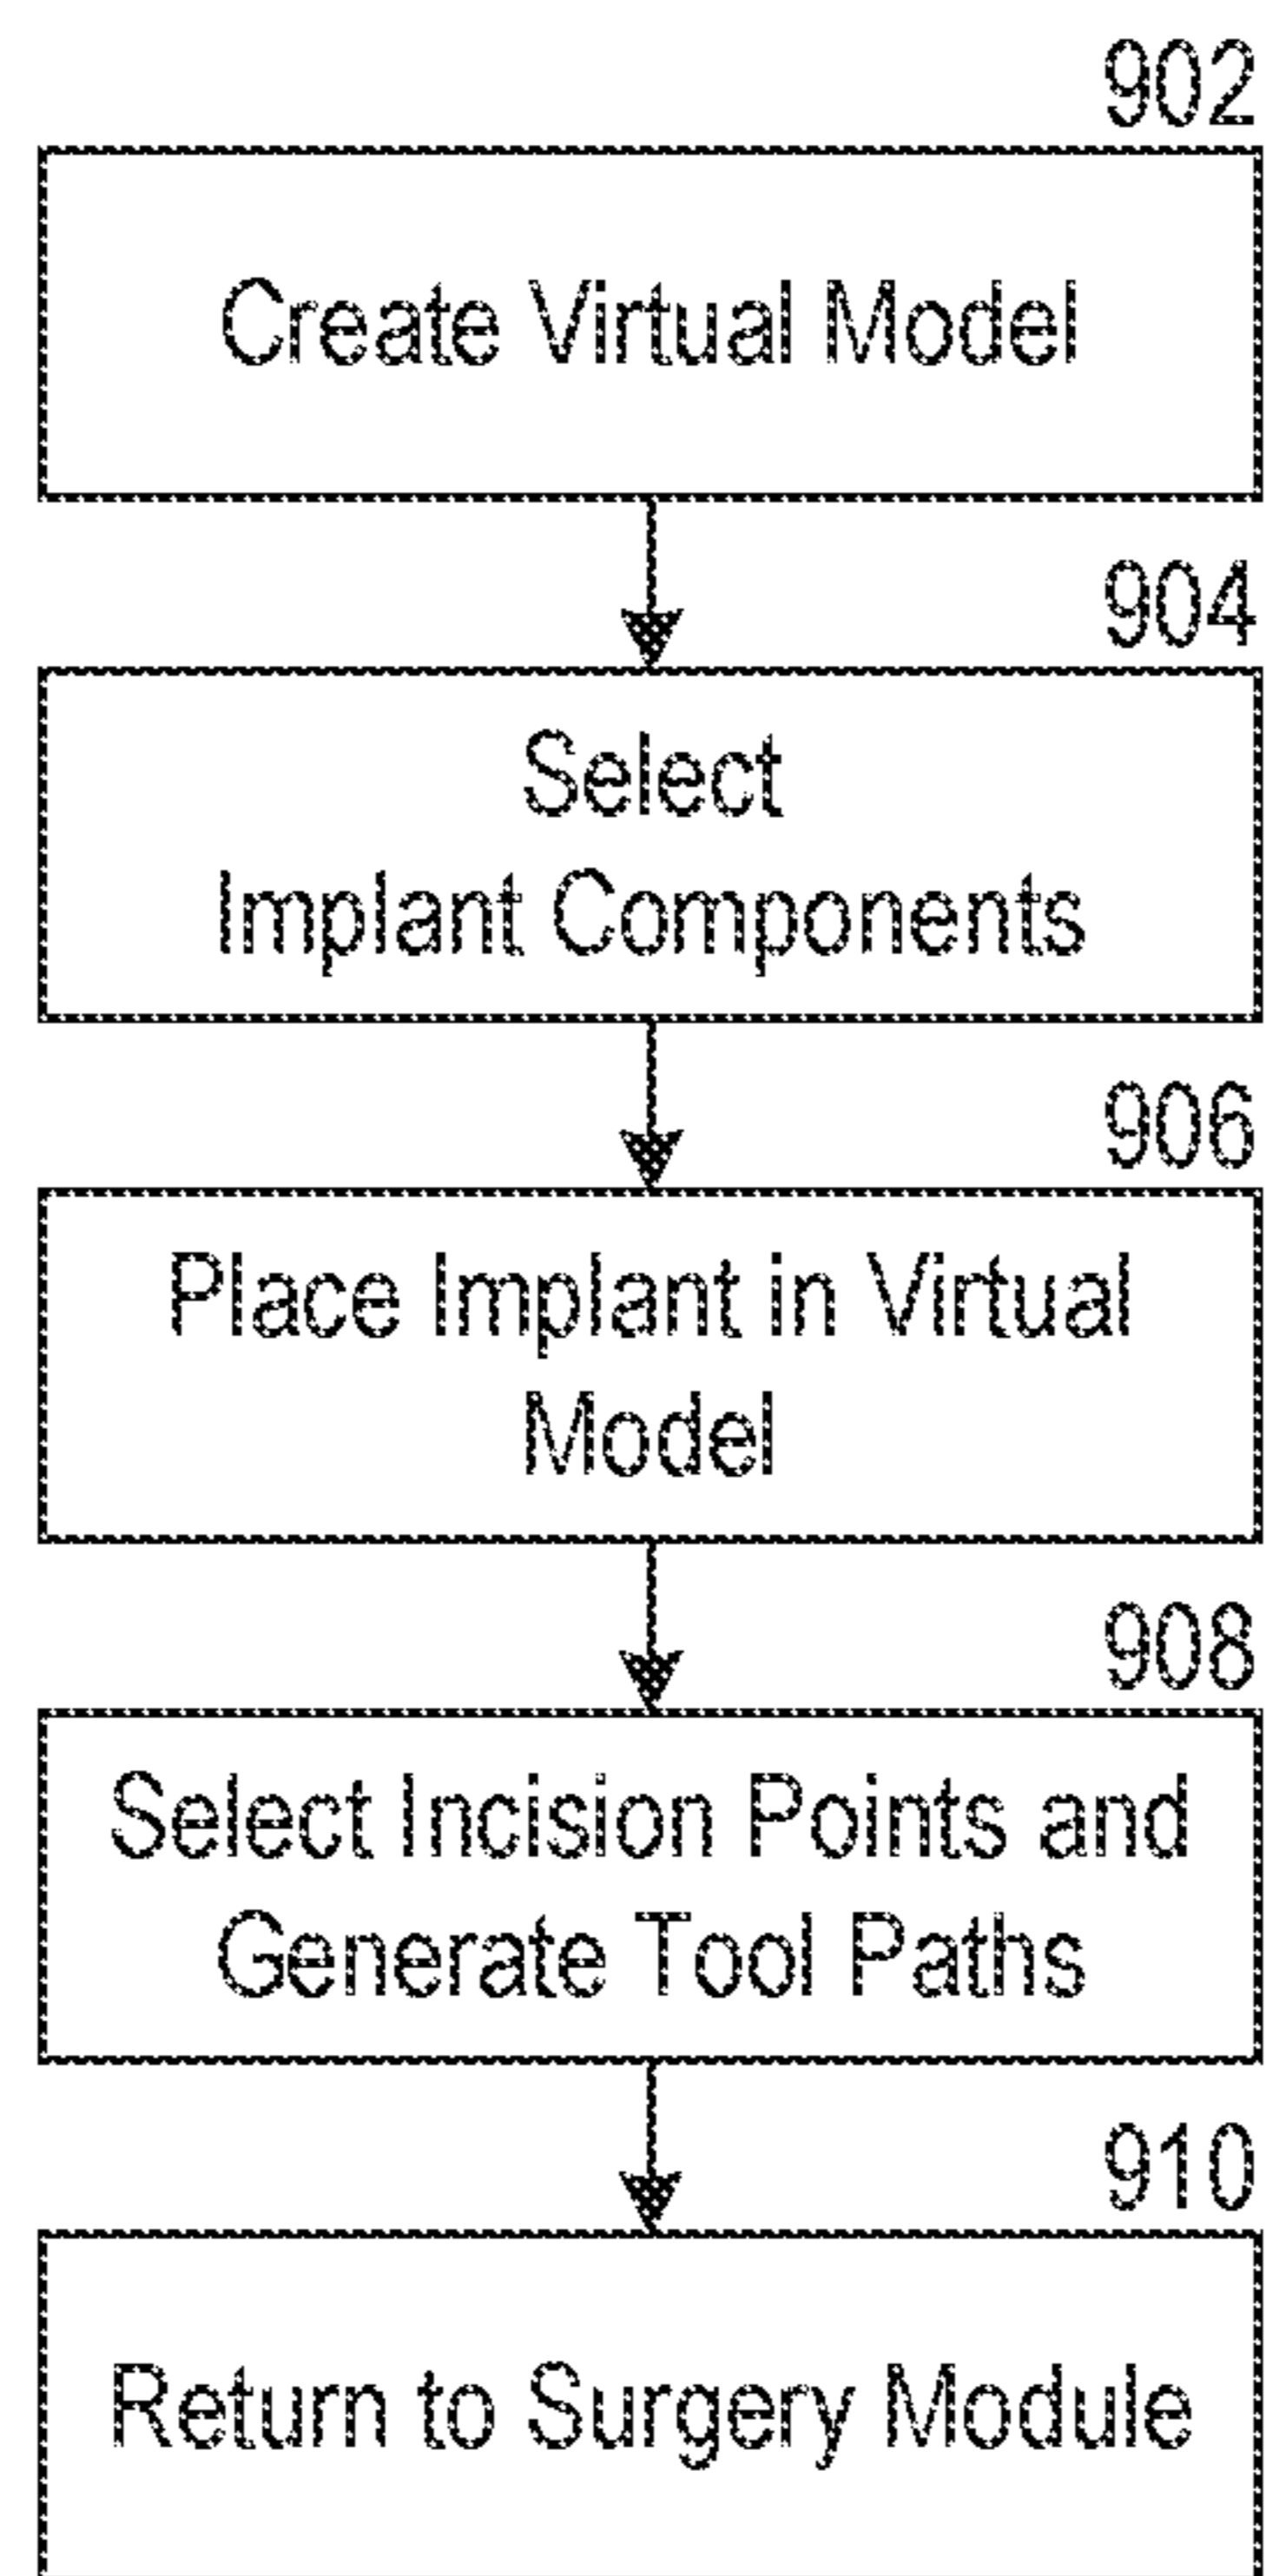 902
Create Virtual Model
904
Select
Implant Components
906
Place Implant in Virtual
Model
908
Select Incision Points and
Generate Tool Paths
910
Return to Surgery Module